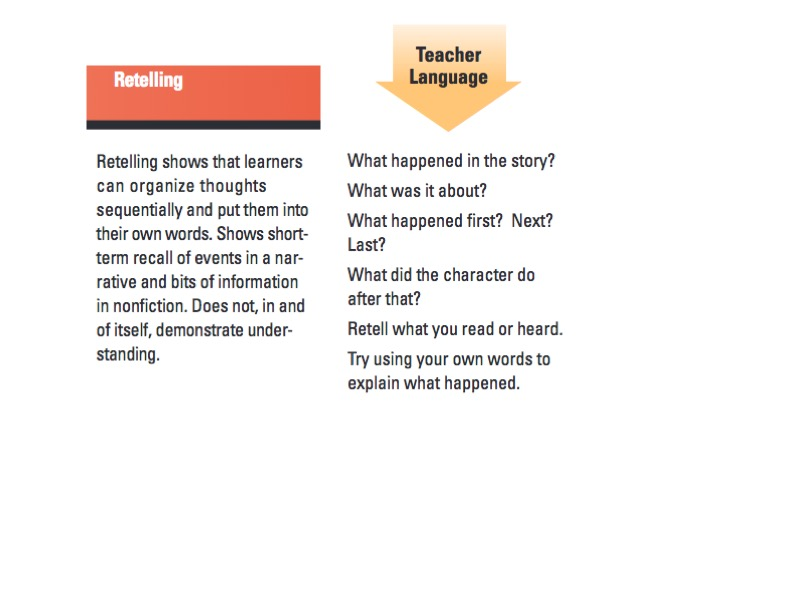 Retelling
Retelling shows that learners
can organize thoughts
sequentially and put them into
their own words. Shows short-
term recall of events in a nar-
rative and bits of information
in nonfiction. Does not, in and
of itself, demonstrate under-
standing.
Teacher
Language
What happened in the story?
What was it about?
What happened first?  Next?
Last?
What did the character do
after that?
Retell what you read or heard.
Try using your own words to
explain what happened.